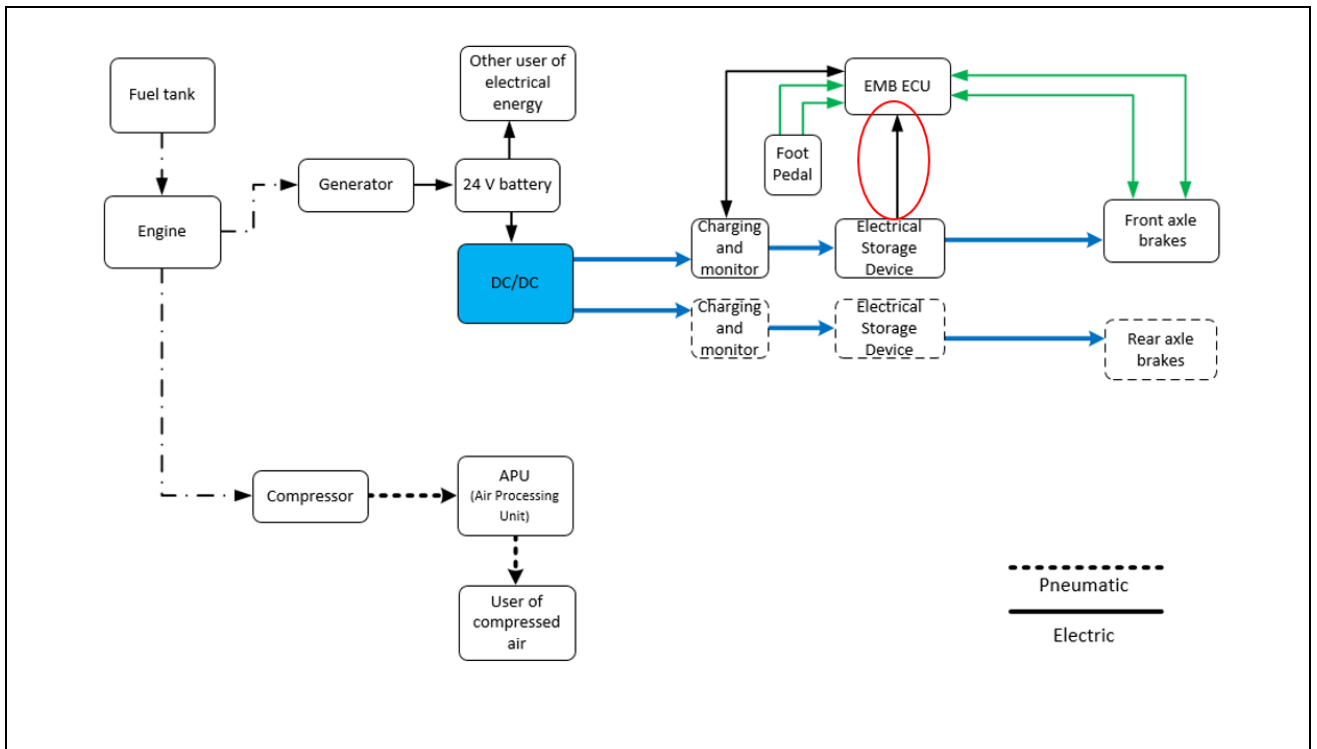 Fuel tank
Other user of
electrical
energy
EMB ECU
Foot
Pedal
Generator
24 V battery
Engine
Charging
and
monitor
Electrical
Storage
Device
Front axle
brakes
DC/DC
Charging
and
monitor
Electrical
Storage
Device
Rear axle
brakes
Compressor
APU
(Air Processing
Unit)
User of
compressed
air
Pneumatic
Electric